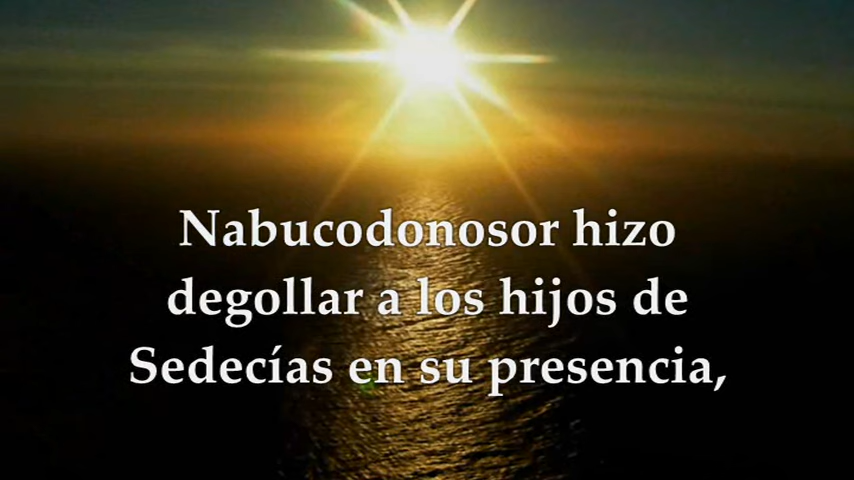 Nabucodonosor hizo
degollar a los hijos de
Sedecías en su presencia,